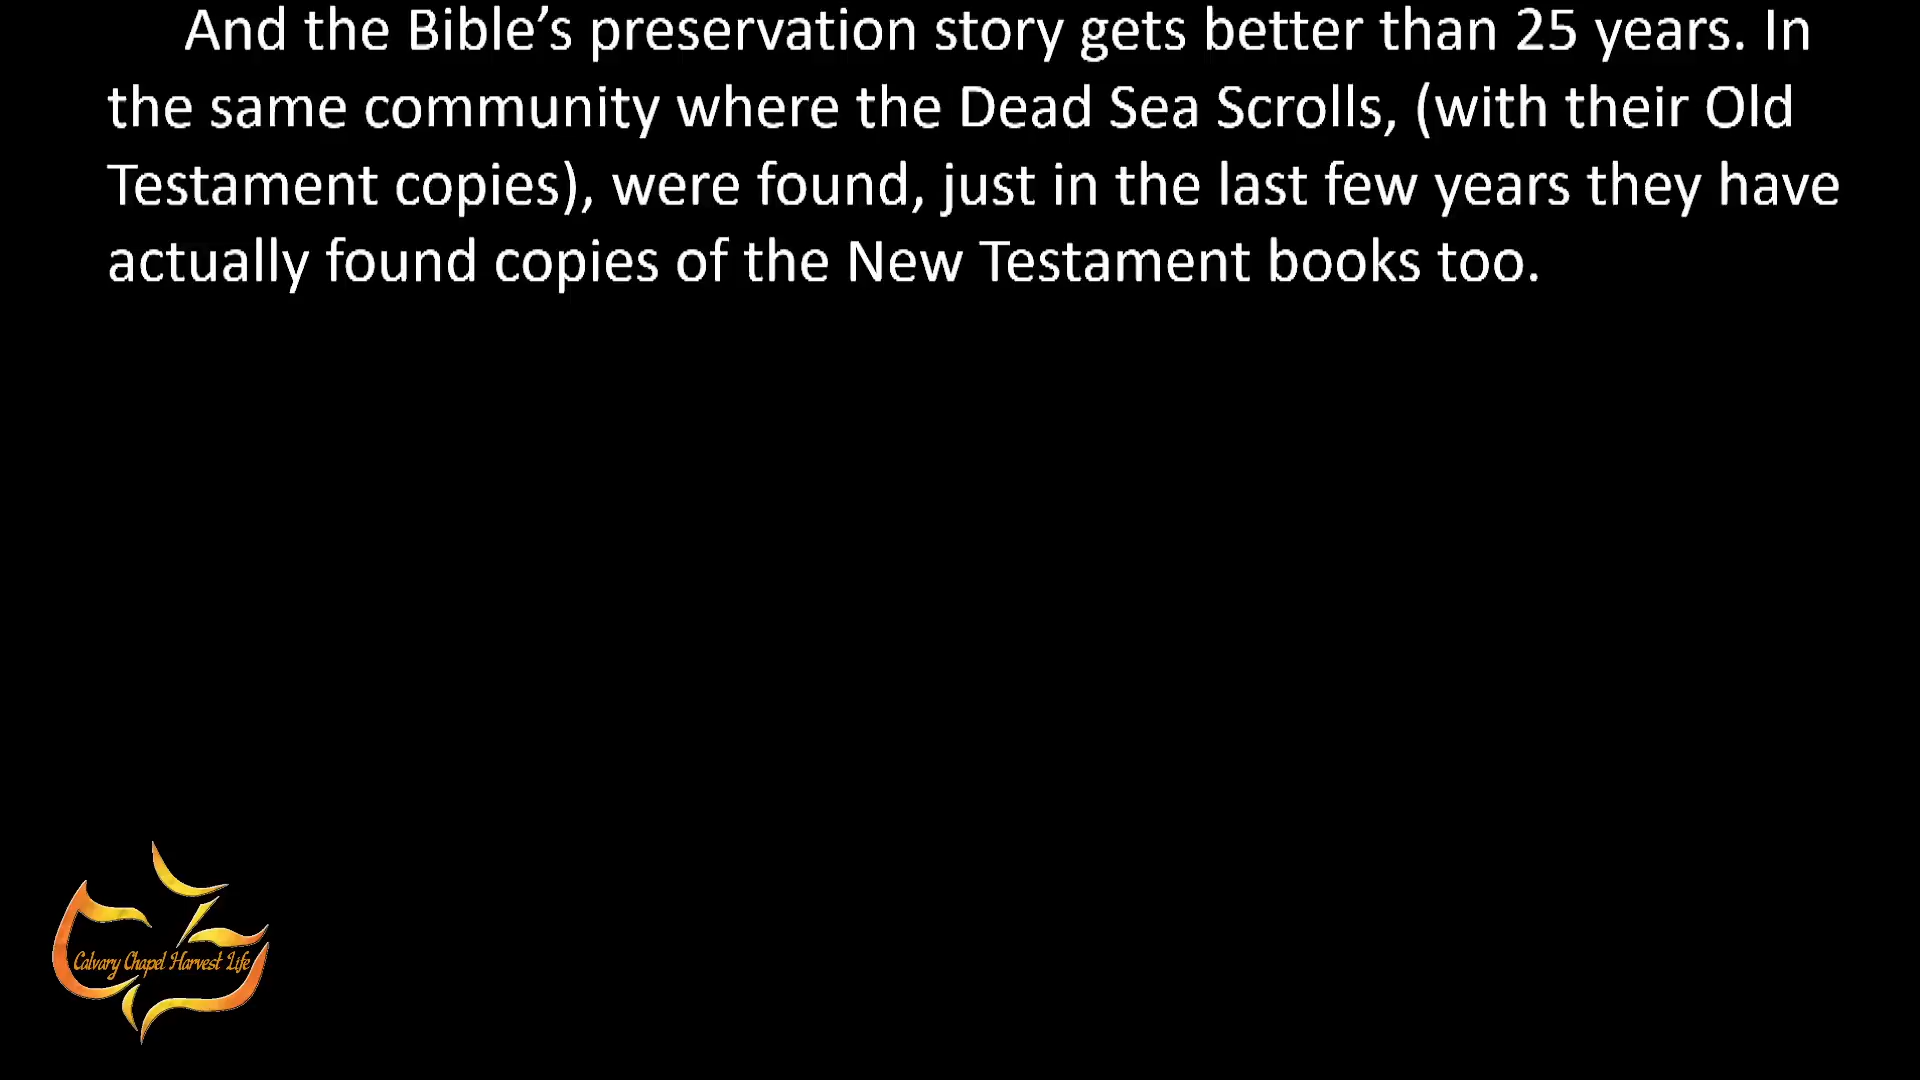 And the Bible’s preservation story gets better than 25 years. In
the same community where the Dead Sea Scrolls, (with their Old
Testament copies), were found, just in the last few years they have
actually found copies of the New Testament books too.
Calvary Chapel Harvest Life